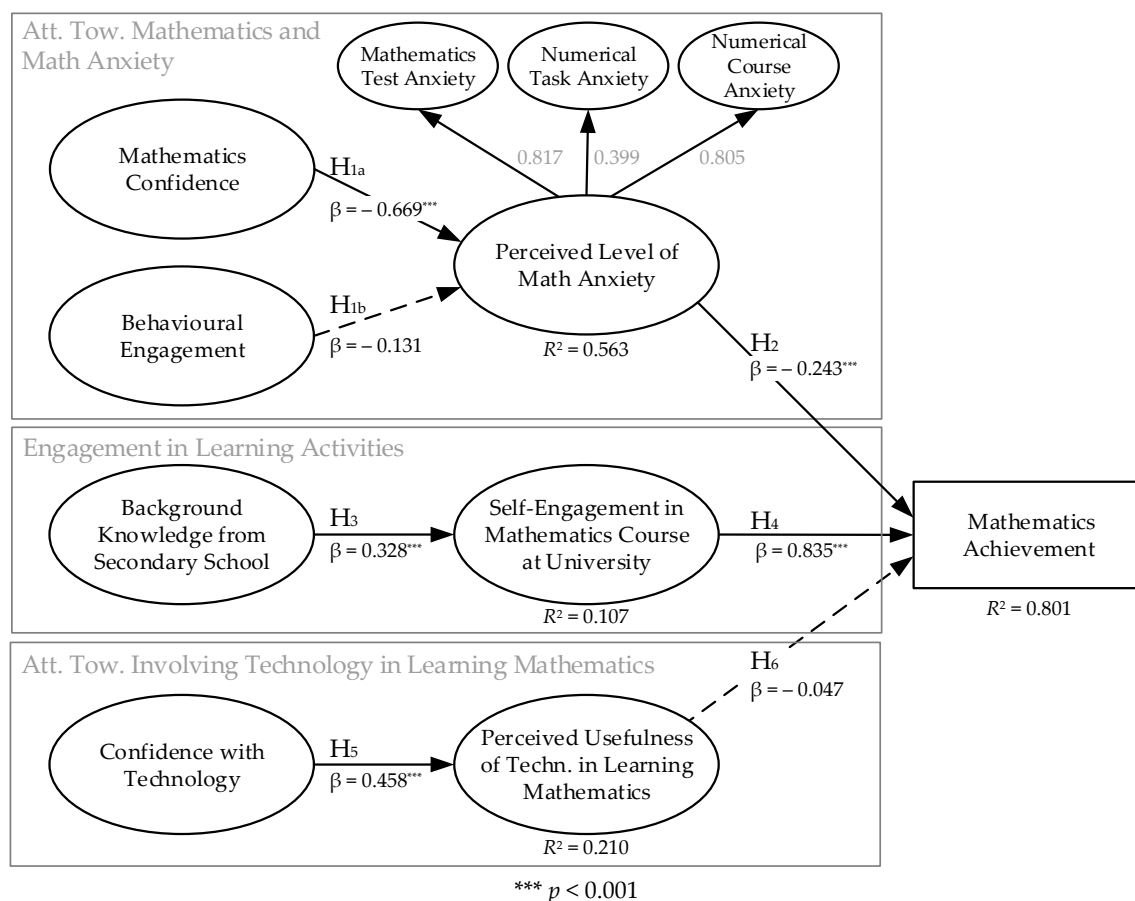 Att. Tow. Mathematics and
Math Anxiety
Mathematics
Test Anxiety
Numerical
Task Anxiety
Numerical
Course
Anxiety
0.817
0.399
0.805
Mathematics
Confidence
H1a
β = – 0.669***
Perceived Level of
Math Anxiety
R² = 0.563
Behavioural
Engagement
H1b
β = – 0.131
H2
β = – 0.243***
Engagement in Learning Activities
Background
Knowledge from
Secondary School
H3
β = 0.328***
Self-Engagement in
Mathematics Course
at University
R² = 0.107
H4
β = 0.835***
Mathematics
Achievement
R² = 0.801
Att. Tow. Involving Technology in Learning Mathematics
Confidence with
Technology
H5
β = 0.458***
Perceived Usefulness
of Techn. in Learning
Mathematics
R² = 0.210
H6
β = – 0.047
*** p < 0.001